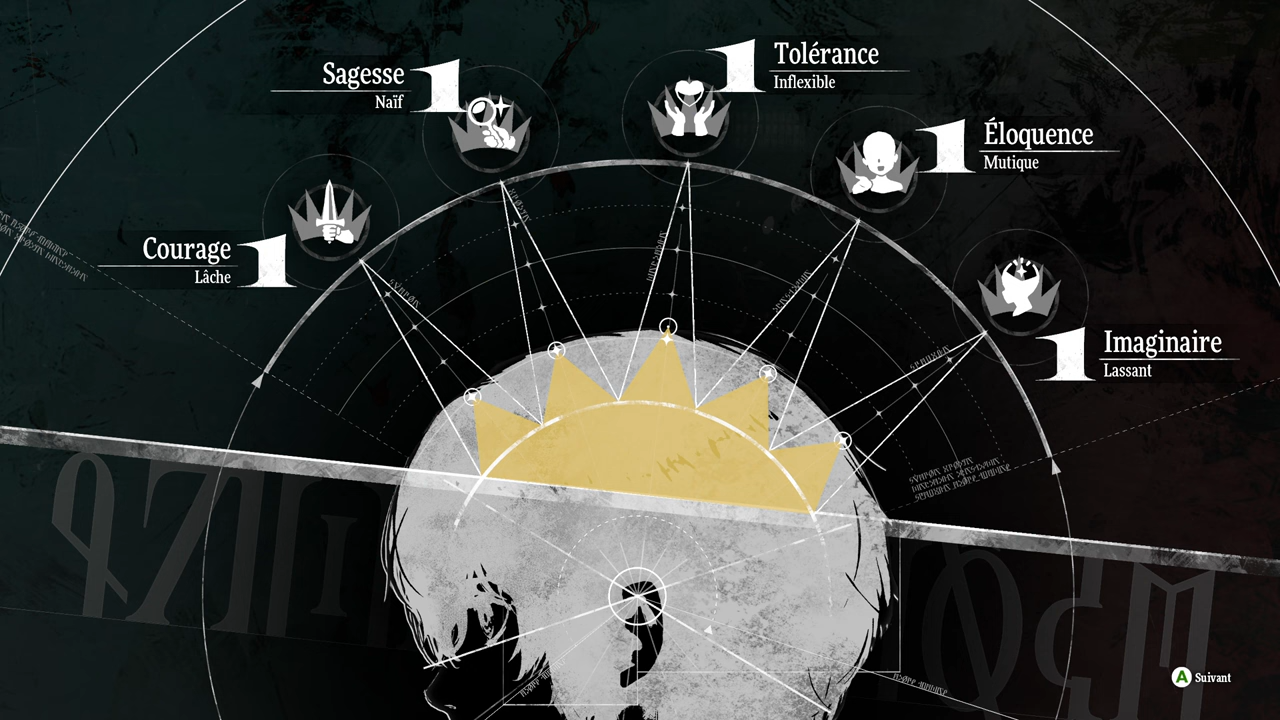 Sagesse
Naïf
1
1
Tolérance
Inflexible
1
Éloquence
Mutique
Courage
Lâche
1
1
Imaginaire
Lassant
A Suivant